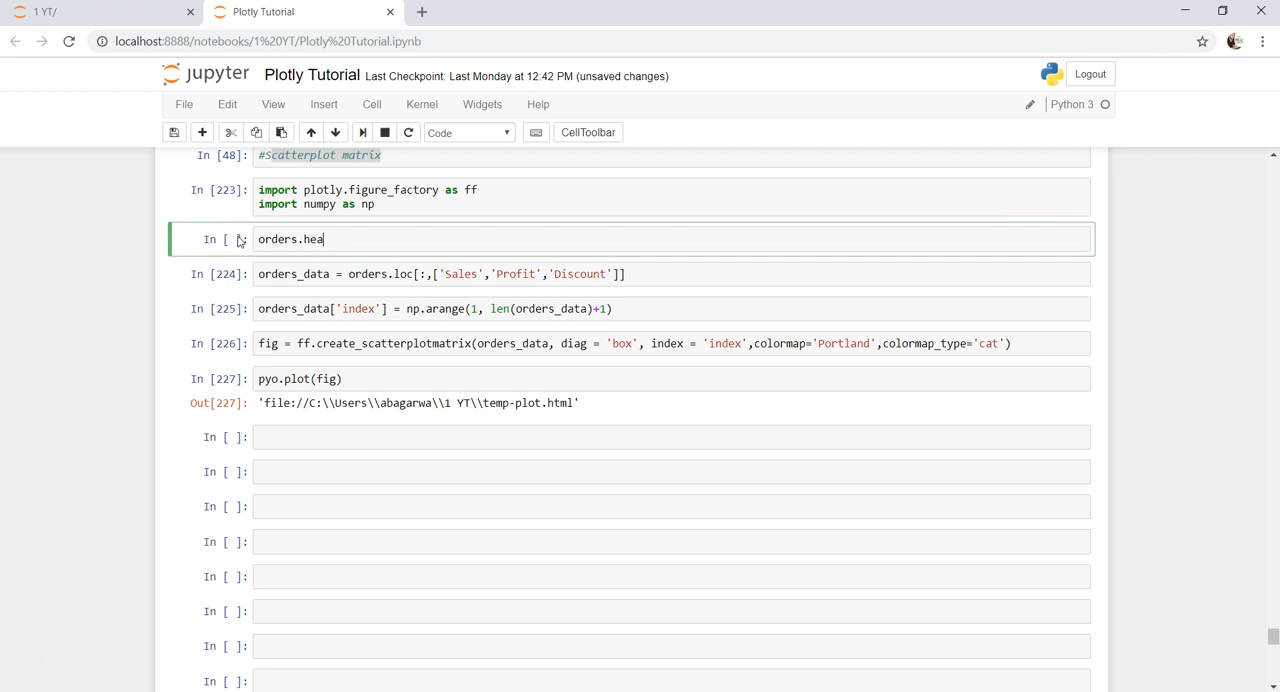 1 YT/
Plotly Tutorial
localhost:8888/notebooks/1%20YT/Plotly%20Tutorial.ipynb
jupyter Plotly Tutorial Last Checkpoint: Last Monday at 12:42 PM (unsaved changes)
Logout
File Edit View Insert Cell Kernel Widgets Help
Python 3
Code
CellToolbar
In [48]: #Scatterplot matrix
In [223]: import plotly.figure_factory as ff
import numpy as np
In [ ]: orders.hea
In [224]: orders_data = orders.loc[:,['Sales','Profit','Discount']]
In [225]: orders_data['index'] = np.arange(1, len(orders_data)+1)
In [226]: fig = ff.create_scatterplotmatrix(orders_data, diag = 'box', index = 'index',colormap='Portland',colormap_type='cat')
In [227]: pyo.plot(fig)
Out[227]: 'file://C:\\Users\\abagarwa\\1 YT\\temp-plot.html'
In [ ]:
In [ ]:
In [ ]:
In [ ]:
In [ ]:
In [ ]:
In [ ]:
In [ ]: